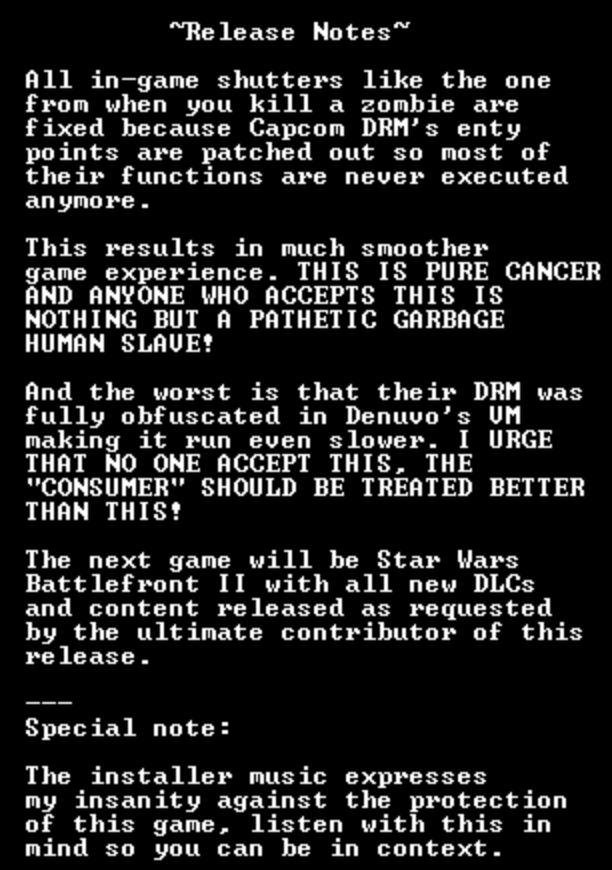 ~Release Notes~
All in-game shutters like the one
from when you kill a zombie are
fixed because Capcom DRM's enty
points are patched out so most of
their functions are never executed
anymore.
This results in much smoother
game experience. THIS IS PURE CANCER
AND ANYONE WHO ACCEPTS THIS IS
NOTHING BUT A PATHETIC GARBAGE
HUMAN SLAVE!
And the worst is that their DRM was
fully obfuscated in Denuvo's VM
making it run even slower. I URGE
THAT NO ONE ACCEPT THIS, THE
"CONSUMER" SHOULD BE TREATED BETTER
THAN THIS!
The next game will be Star Wars
Battlefront II with all new DLCs
and content released as requested
by the ultimate contributor of this
release.
---
Special note:
The installer music expresses
my insanity against the protection
of this game, listen with this in
mind so you can be in context.